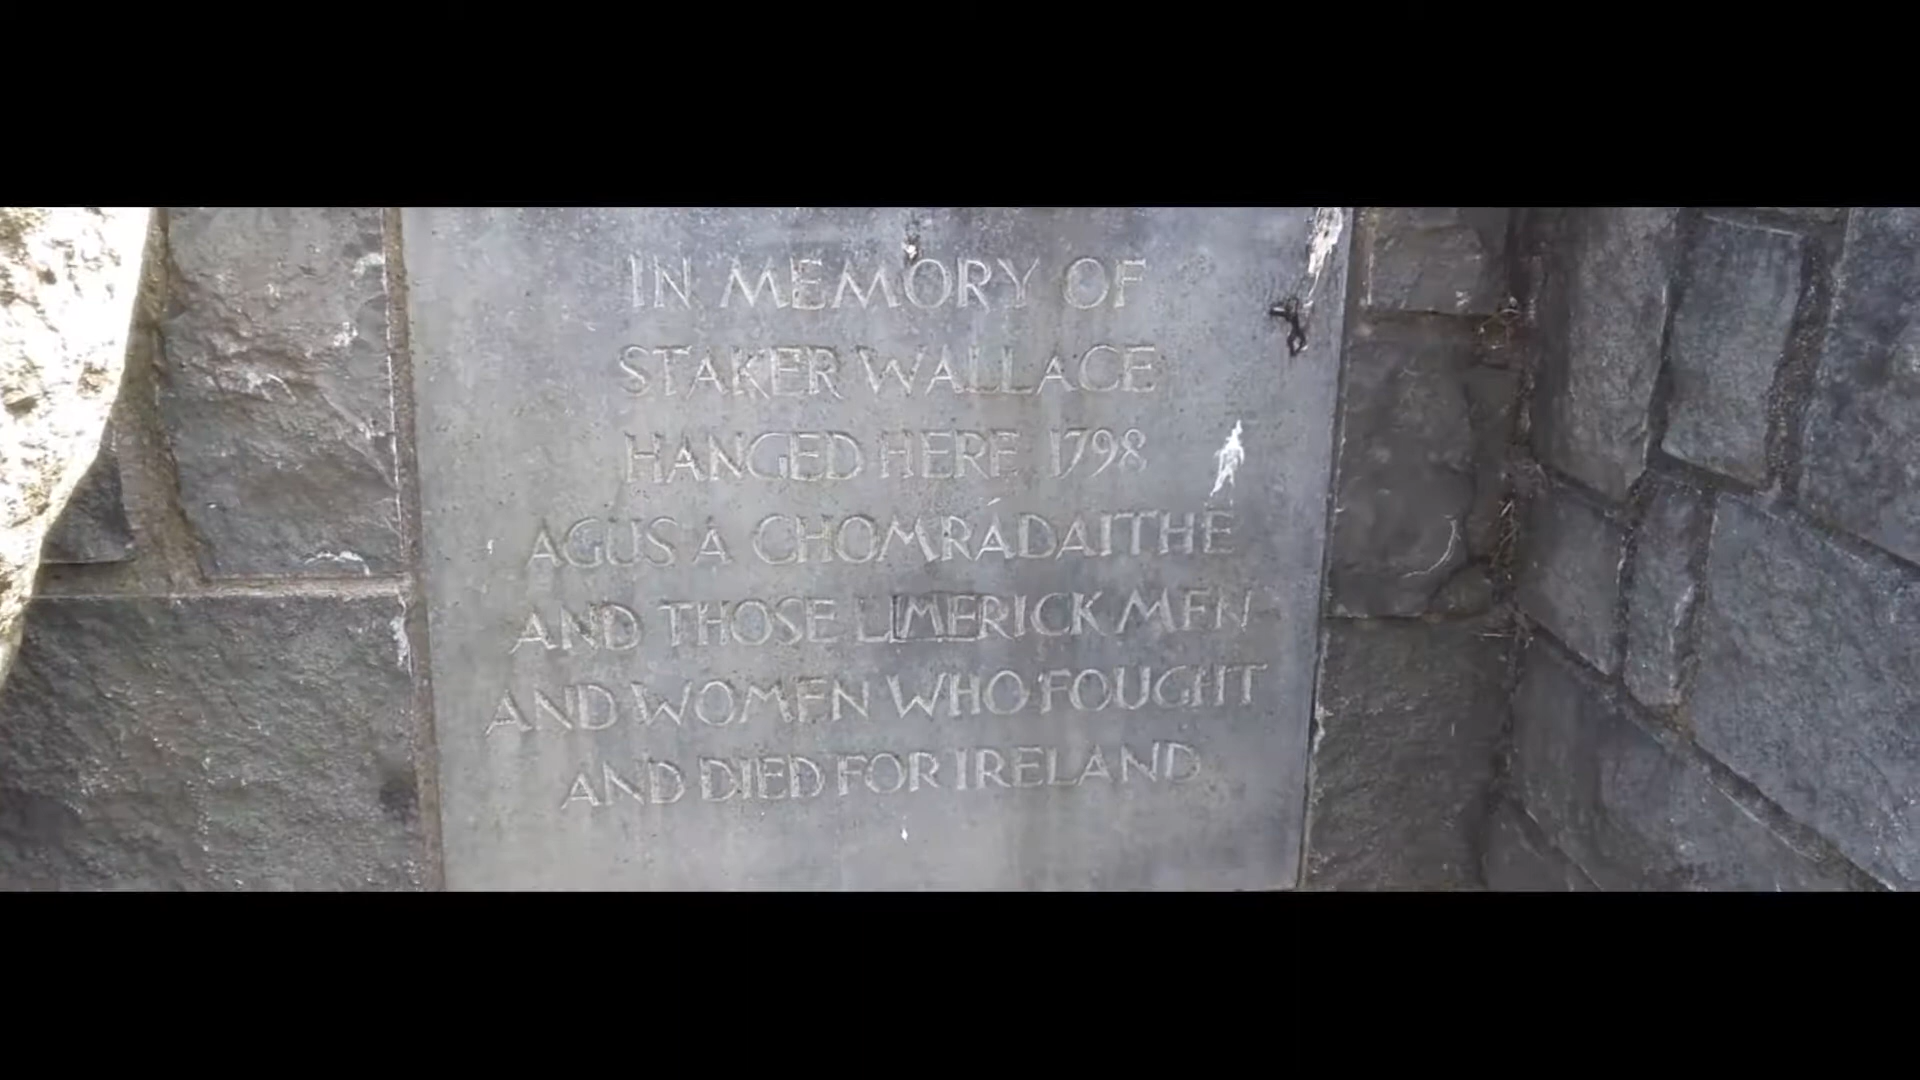 IN MEMORY OF
STAKER WALLACE
HANGED HERE 1798
AGUS A CHOMRÁDAITHE
AND THOSE LIMERICK MEN
AND WOMEN WHO FOUGHT
AND DIED FOR IRELAND